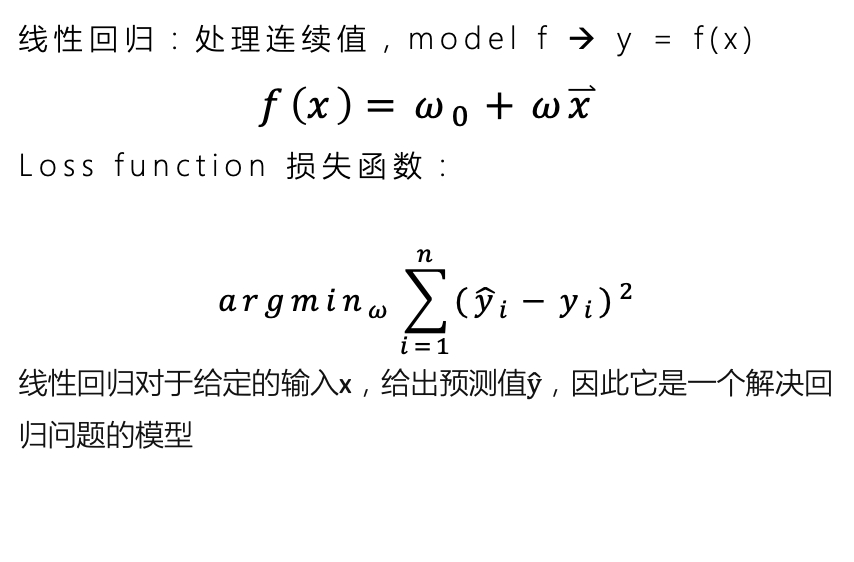 线性回归：处理连续值，model f → y = f(x)
f(x) = ω₀ + ωx⃗
Loss function 损失函数：
argmin_ω ∑_{i=1}^{n} (ŷ_i − y_i)²
线性回归对于给定的输入x，给出预测值ŷ，因此它是一个解决回
归问题的模型